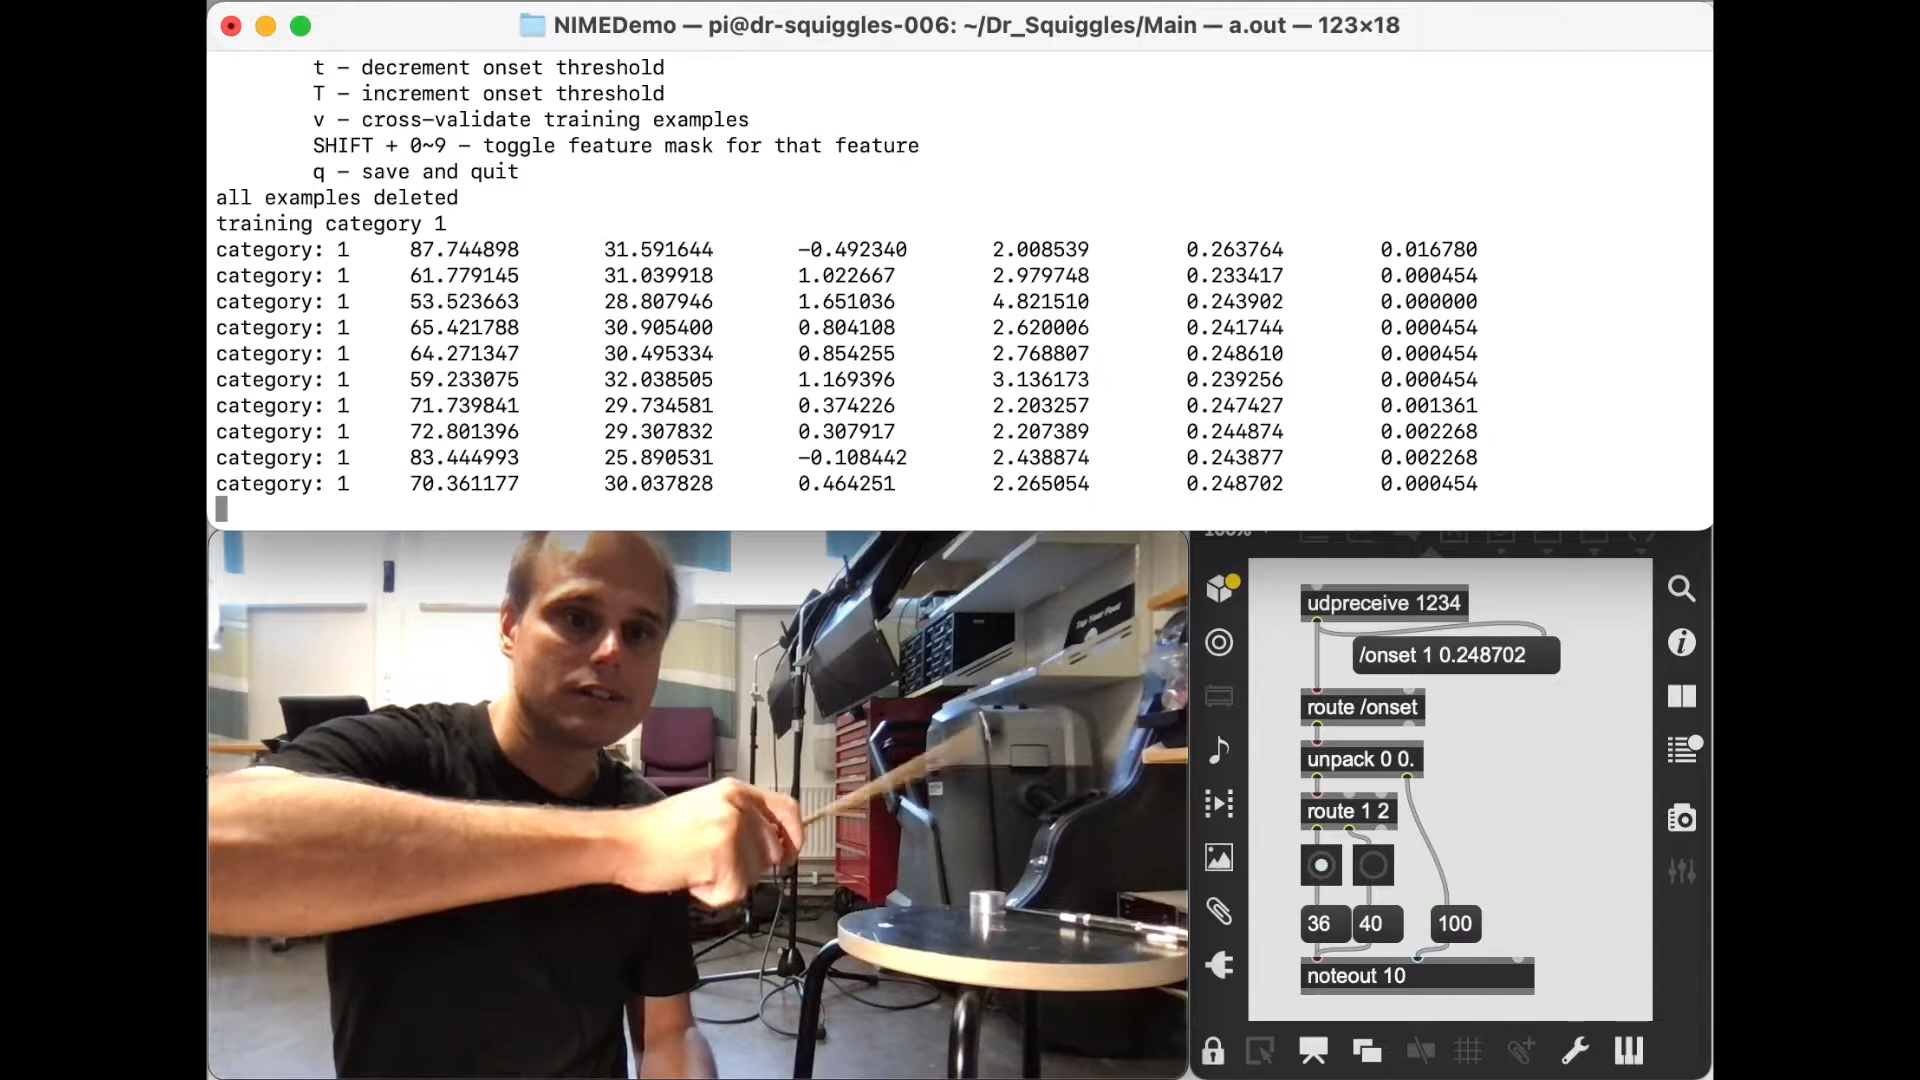 NIMEDemo — pi@dr-squiggles-006: ~/Dr_Squiggles/Main — a.out — 123×18
t – decrement onset threshold
T – increment onset threshold
v – cross-validate training examples
SHIFT + 0~9 – toggle feature mask for that feature
q – save and quit
all examples deleted
training category 1
category: 1 87.744898 31.591644 -0.492340 2.008539 0.263764 0.016780
category: 1 61.779145 31.039918 1.022667 2.979748 0.233417 0.000454
category: 1 53.523663 28.807946 1.651036 4.821510 0.243902 0.000000
category: 1 65.421788 30.905400 0.804108 2.620006 0.241744 0.000454
category: 1 64.271347 30.495334 0.854255 2.768807 0.248610 0.000454
category: 1 59.233075 32.038505 1.169396 3.136173 0.239256 0.000454
category: 1 71.739841 29.734581 0.374226 2.203257 0.247427 0.001361
category: 1 72.801396 29.307832 0.307917 2.207389 0.244874 0.002268
category: 1 83.444993 25.890531 -0.108442 2.438874 0.243877 0.002268
category: 1 70.361177 30.037828 0.464251 2.265054 0.248702 0.000454
udpreceive 1234
/onset 1 0.248702
route /onset
unpack 0 0.
route 1 2
36 40 100
noteout 10